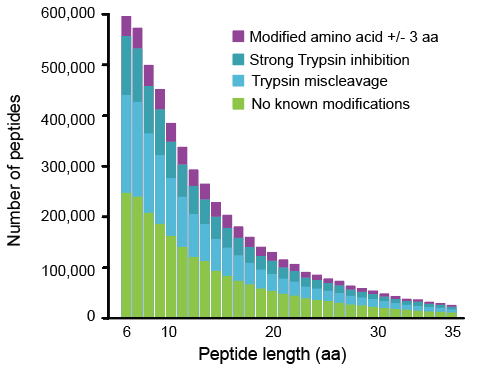 600,000
500,000
400,000
300,000
200,000
100,000
0
Number of peptides
Modified amino acid +/- 3 aa
Strong Trypsin inhibition
Trypsin miscleavage
No known modifications
6 10 20 30 35
Peptide length (aa)